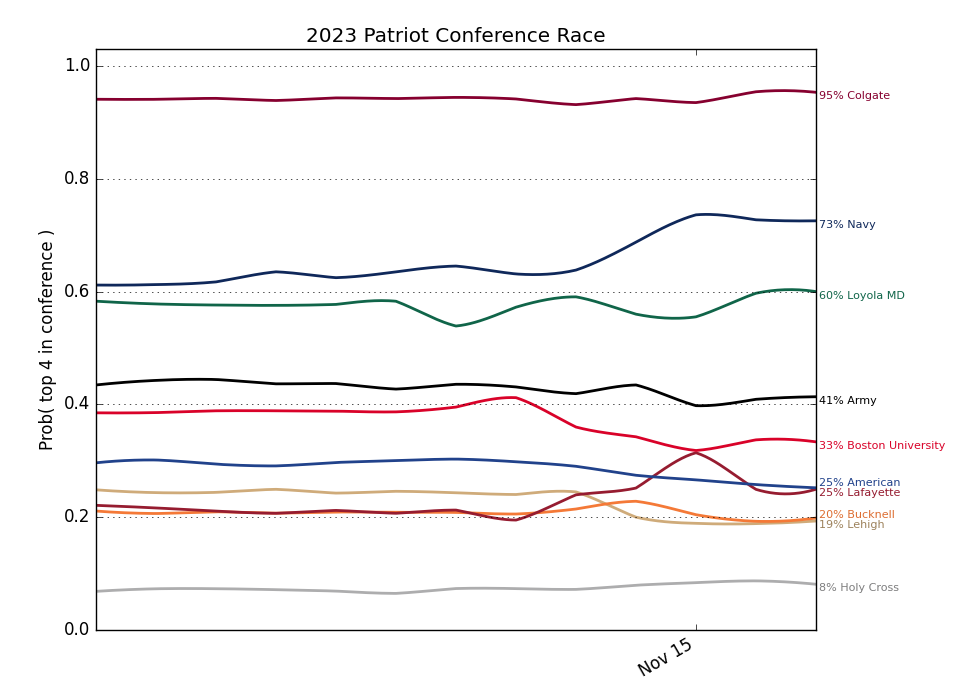 2023 Patriot Conference Race
Prob( top 4 in conference )
1.0
0.8
0.6
0.4
0.2
0.0
95% Colgate
73% Navy
60% Loyola MD
41% Army
33% Boston University
25% American
25% Lafayette
20% Bucknell
19% Lehigh
8% Holy Cross
Nov 15